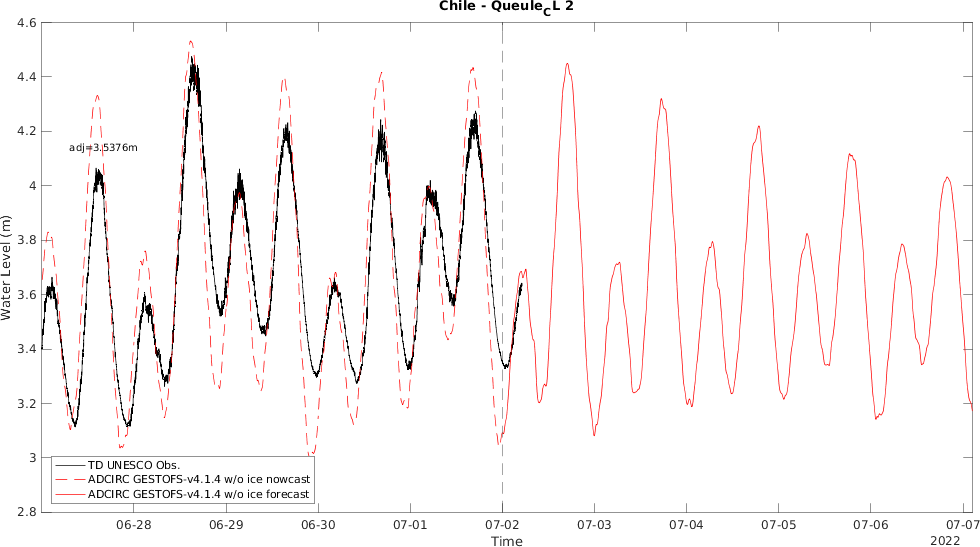 Chile - Queule_CL 2
4.6
4.4
4.2
4
3.8
3.6
3.4
3.2
3
2.8
Water Level (m)
adj=3.5376m
TD UNESCO Obs.
ADCIRC GESTOFS-v4.1.4 w/o ice nowcast
ADCIRC GESTOFS-v4.1.4 w/o ice forecast
06-28 06-29 06-30 07-01 07-02 07-03 07-04 07-05 07-06 07-07
Time
2022